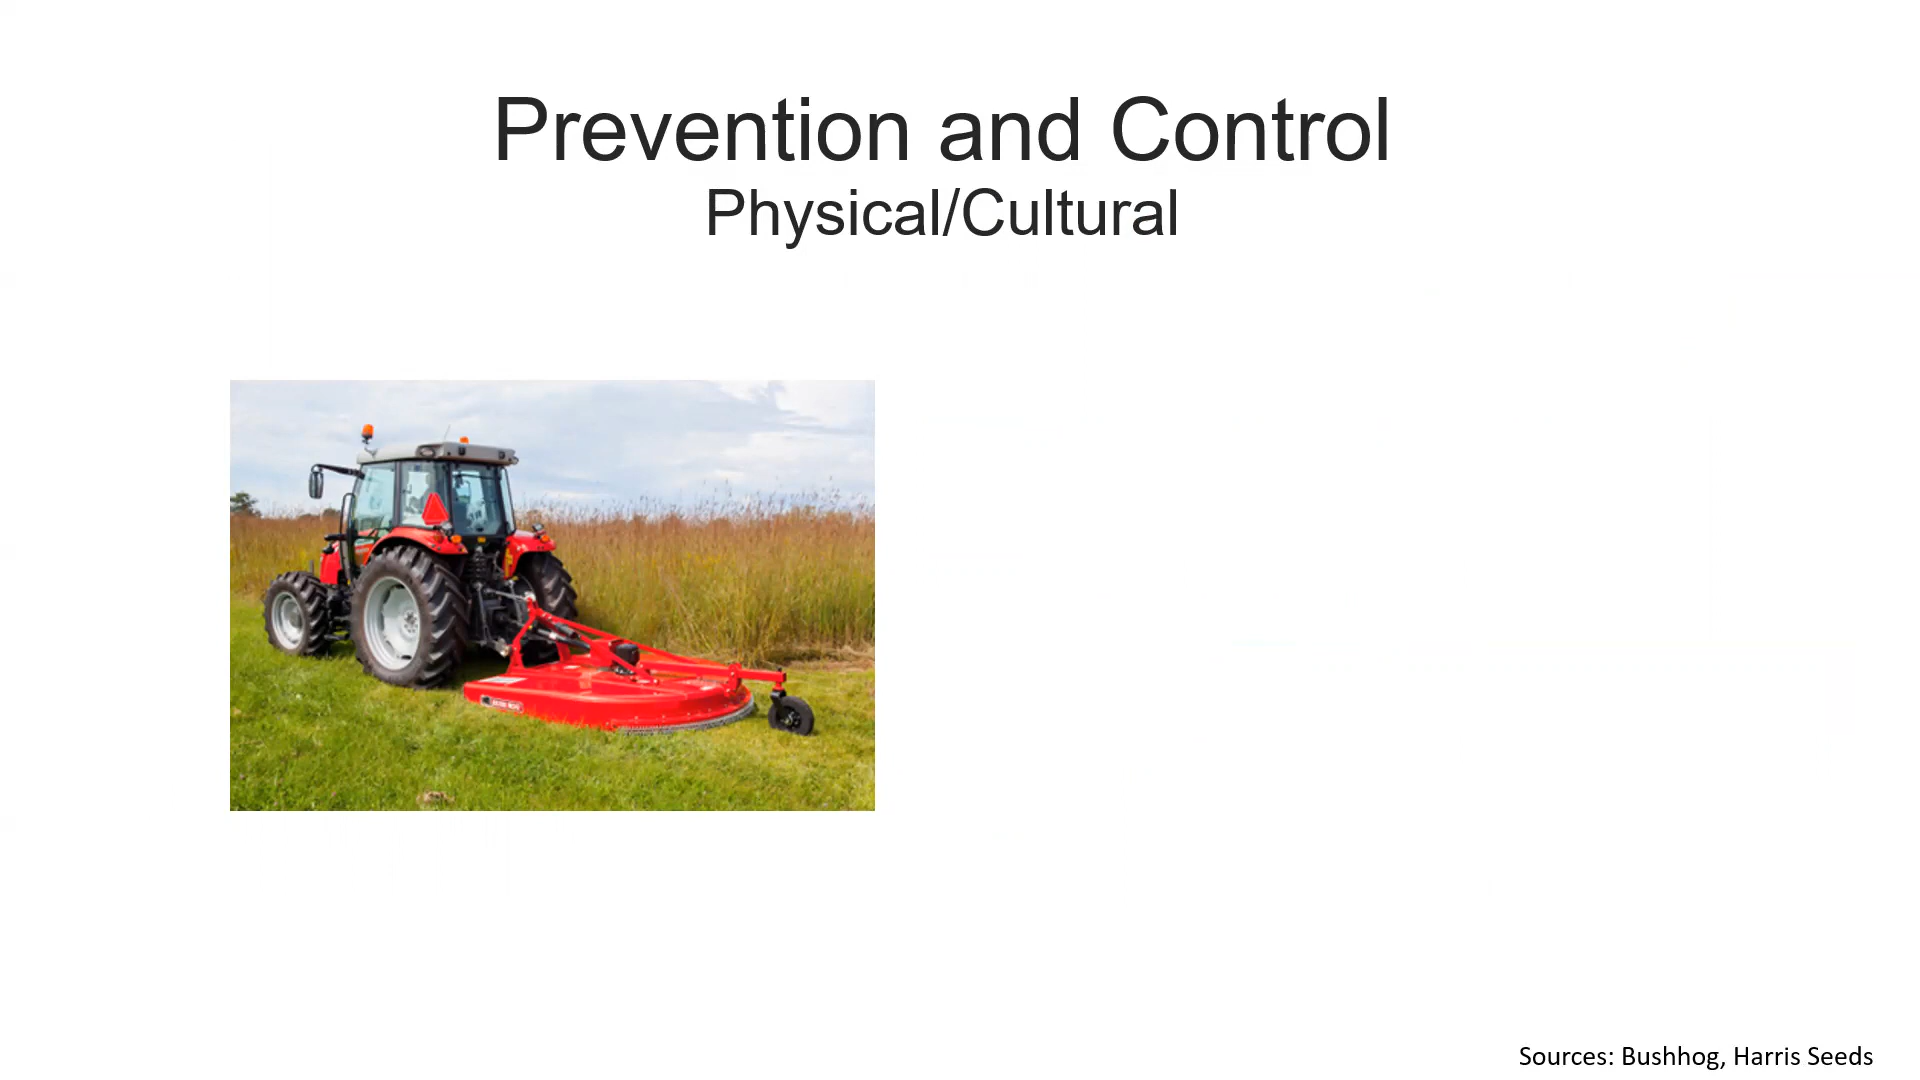 Prevention and Control
Physical/Cultural
Sources: Bushhog, Harris Seeds